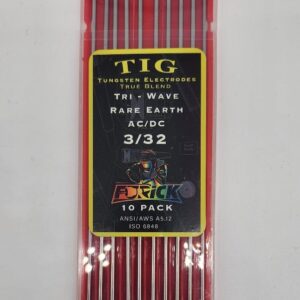 TIG
TUNGSTEN ELECTRODES
TRUE BLEND
TRI - WAVE
RARE EARTH
AC/DC
3/32
10 PACK
ANSI/AWS A5.12
ISO 6848